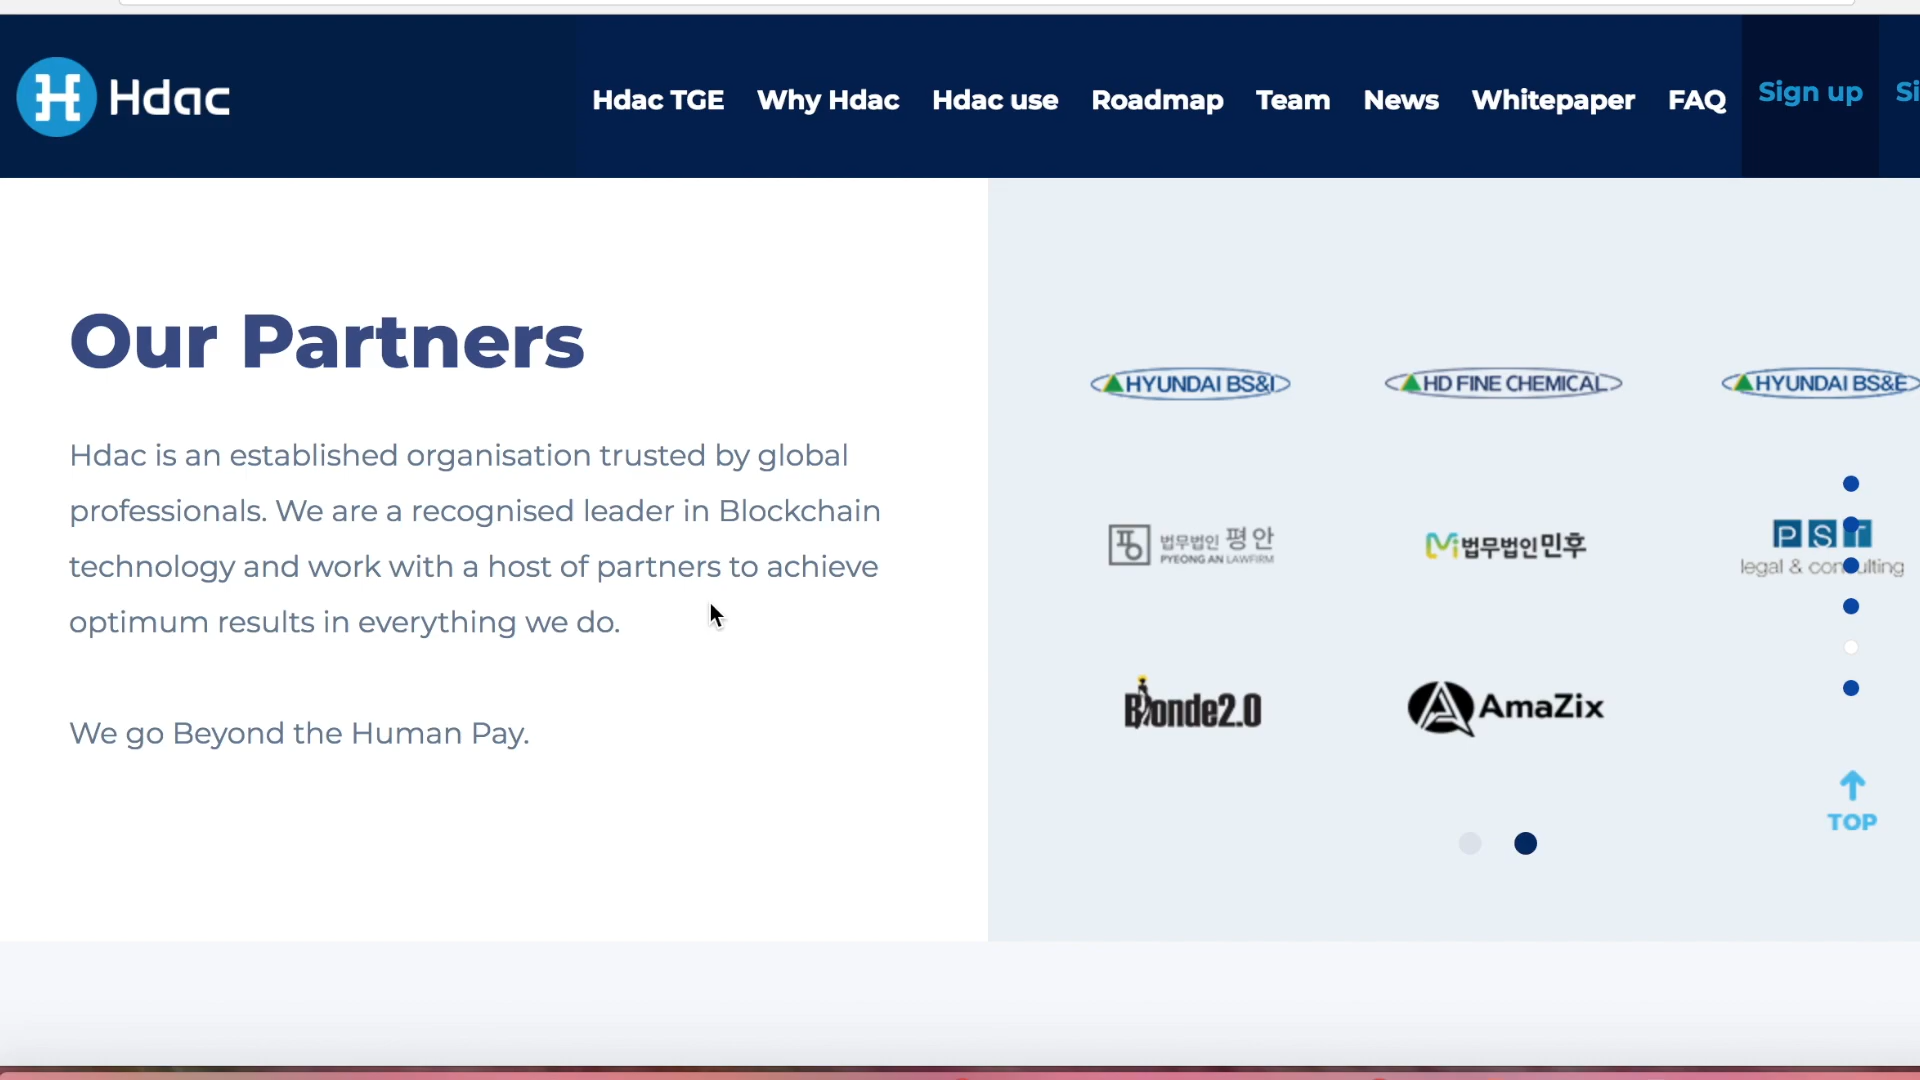 Hdac
Hdac TGE Why Hdac Hdac use Roadmap Team News Whitepaper FAQ Sign up Si
Our Partners
Hdac is an established organisation trusted by global
professionals. We are a recognised leader in Blockchain
technology and work with a host of partners to achieve
optimum results in everything we do.
We go Beyond the Human Pay.
HYUNDAI BS&I HD FINE CHEMICAL HYUNDAI BS&E
법무법인 평안
PYEONG AN LAWFIRM
법무법인민후
legal & consulting
Blonde2.0 AmaZix
TOP